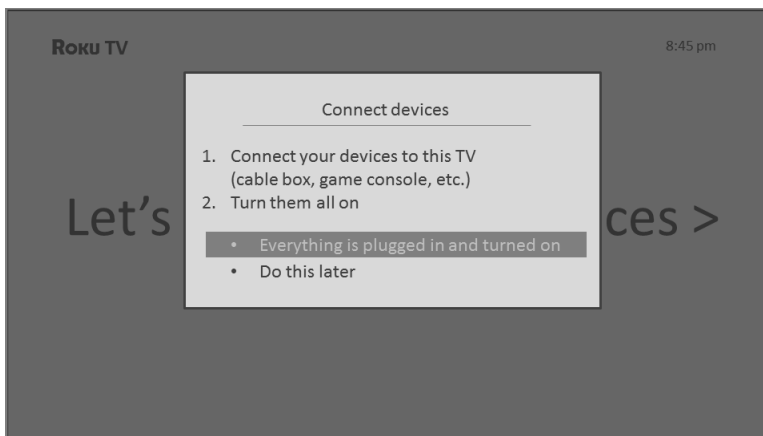 ROKU TV
8:45 pm
Connect devices
1. Connect your devices to this TV
(cable box, game console, etc.)
2. Turn them all on
Let's
ces >
• Everything is plugged in and turned on
• Do this later